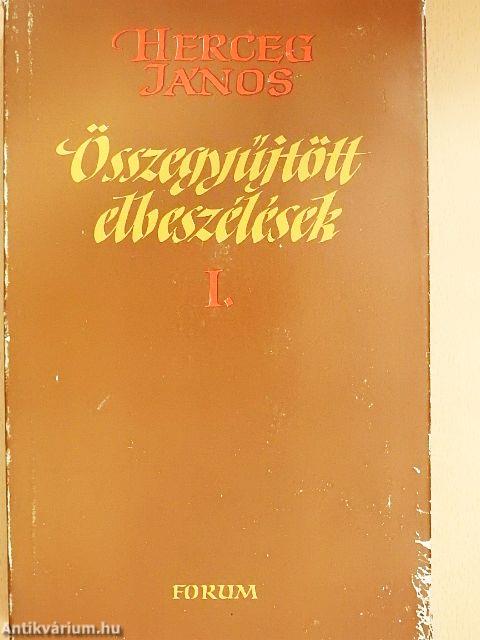 HERCEG
JÁNOS
Összegyűjtött
elbeszélések
I.
FORUM
Antikvárium.hu